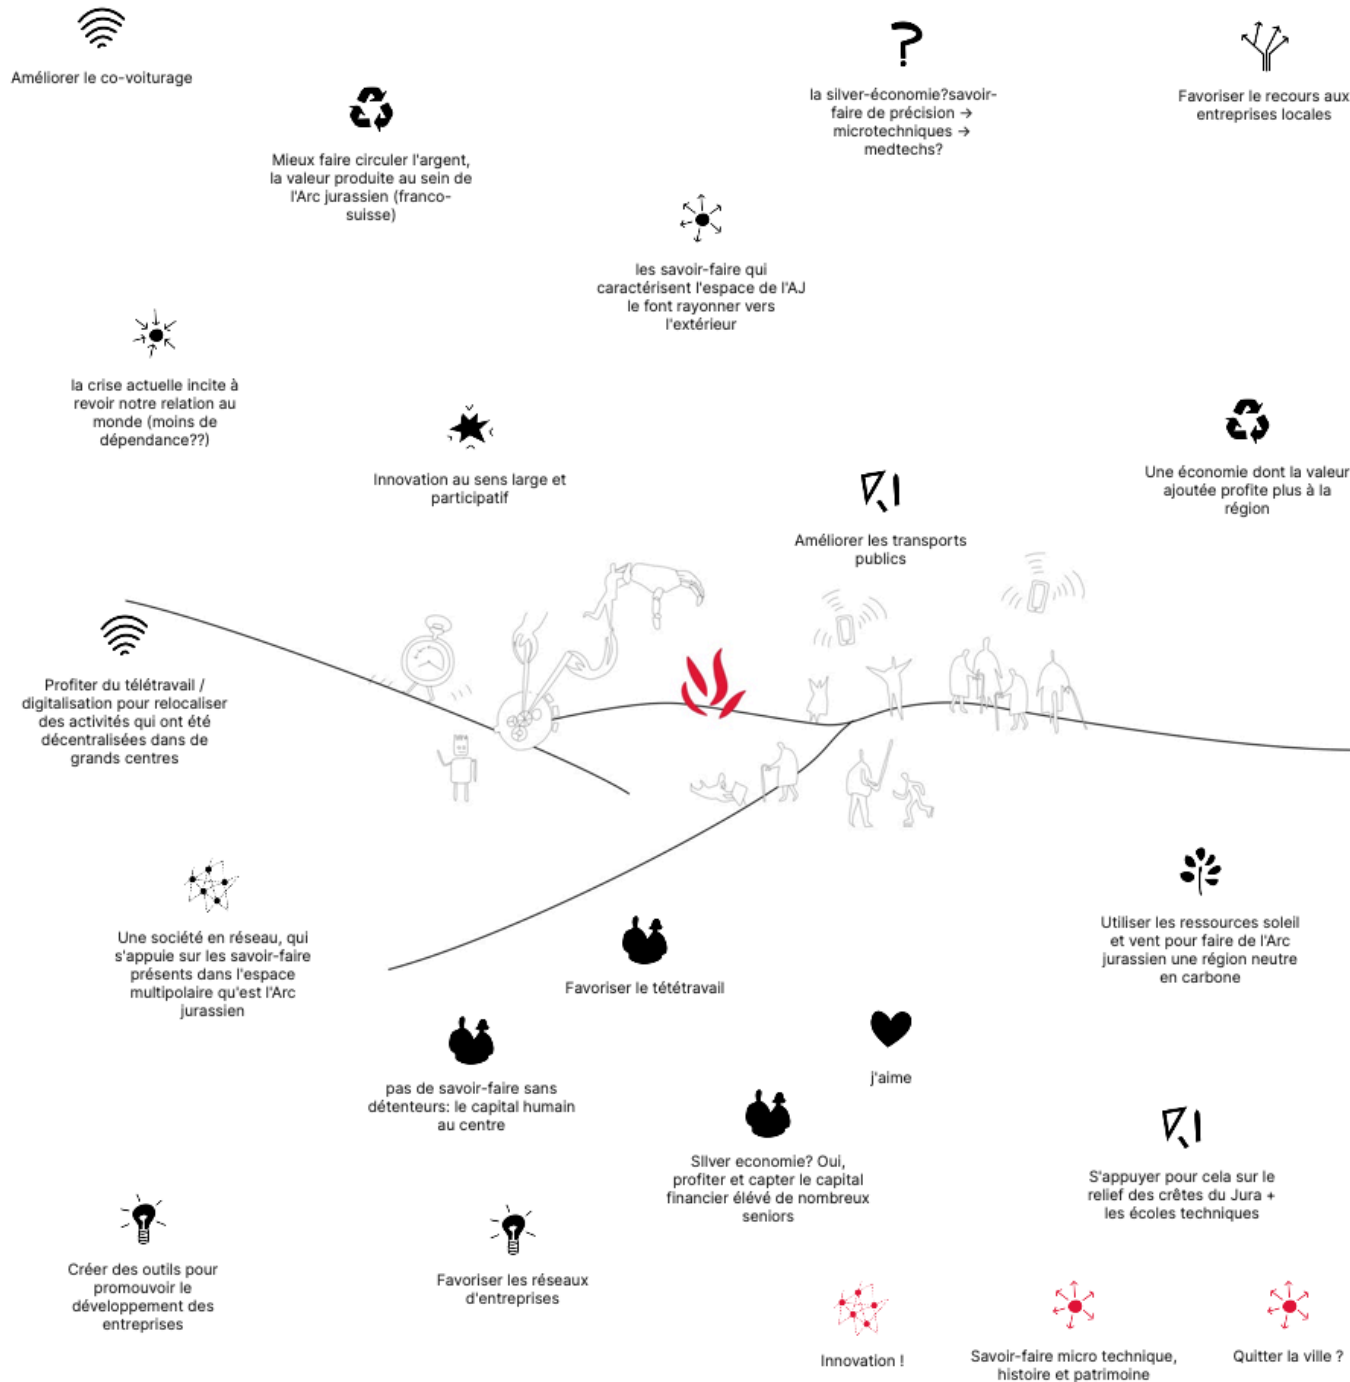 Améliorer le co-voiturage
la silver-économie?savoir-
faire de précision →
microtechniques →
medtechs?
Favoriser le recours aux
entreprises locales
Mieux faire circuler l'argent,
la valeur produite au sein de
l'Arc jurassien (franco-
suisse)
les savoir-faire qui
caractérisent l'espace de l'AJ
le font rayonner vers
l'extérieur
la crise actuelle incite à
revoir notre relation au
monde (moins de
dépendance??)
Innovation au sens large et
participatif
Une économie dont la valeur
ajoutée profite plus à la
région
Améliorer les transports
publics
Profiter du télétravail /
digitalisation pour relocaliser
des activités qui ont été
décentralisées dans de
grands centres
Une société en réseau, qui
s'appuie sur les savoir-faire
présents dans l'espace
multipolaire qu'est l'Arc
jurassien
Favoriser le tététravail
Utiliser les ressources soleil
et vent pour faire de l'Arc
jurassien une région neutre
en carbone
j'aime
pas de savoir-faire sans
détenteurs: le capital humain
au centre
SIlver economie? Oui,
profiter et capter le capital
financier élévé de nombreux
seniors
S'appuyer pour cela sur le
relief des crêtes du Jura +
les écoles techniques
Créer des outils pour
promouvoir le
développement des
entreprises
Favoriser les réseaux
d'entreprises
Innovation !
Savoir-faire micro technique,
histoire et patrimoine
Quitter la ville ?